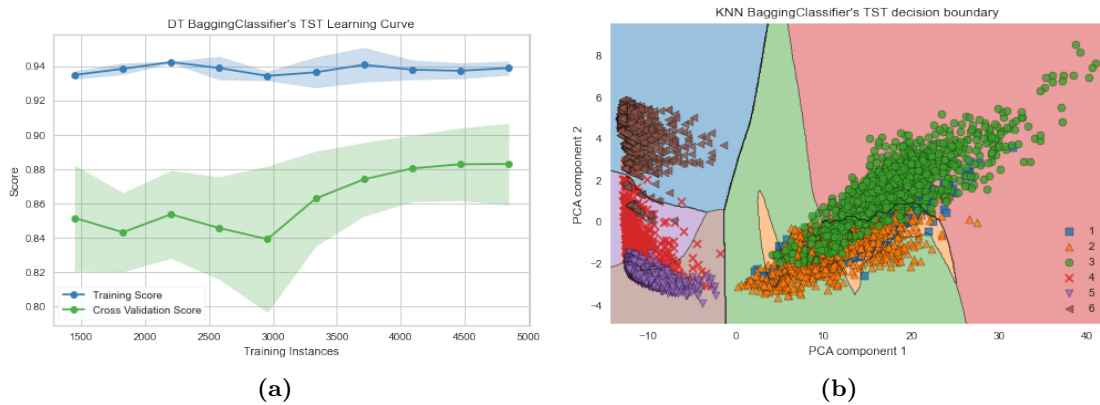 DT BaggingClassifier's TST Learning Curve
Score
0.94
0.92
0.90
0.88
0.86
0.84
0.82
0.80
Training Score
Cross Validation Score
1500 2000 2500 3000 3500 4000 4500 5000
Training Instances
(a)
KNN BaggingClassifier's TST decision boundary
PCA component 2
8
6
4
2
0
−2
−4
1
2
3
4
5
6
−10 0 10 20 30 40
PCA component 1
(b)